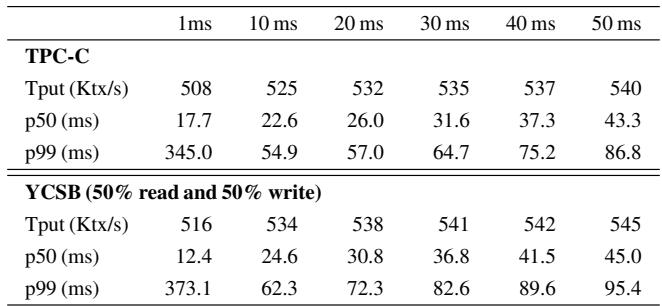 1ms 10 ms 20 ms 30 ms 40 ms 50 ms
TPC-C
Tput (Ktx/s) 508 525 532 535 537 540
p50 (ms) 17.7 22.6 26.0 31.6 37.3 43.3
p99 (ms) 345.0 54.9 57.0 64.7 75.2 86.8
YCSB (50% read and 50% write)
Tput (Ktx/s) 516 534 538 541 542 545
p50 (ms) 12.4 24.6 30.8 36.8 41.5 45.0
p99 (ms) 373.1 62.3 72.3 82.6 89.6 95.4